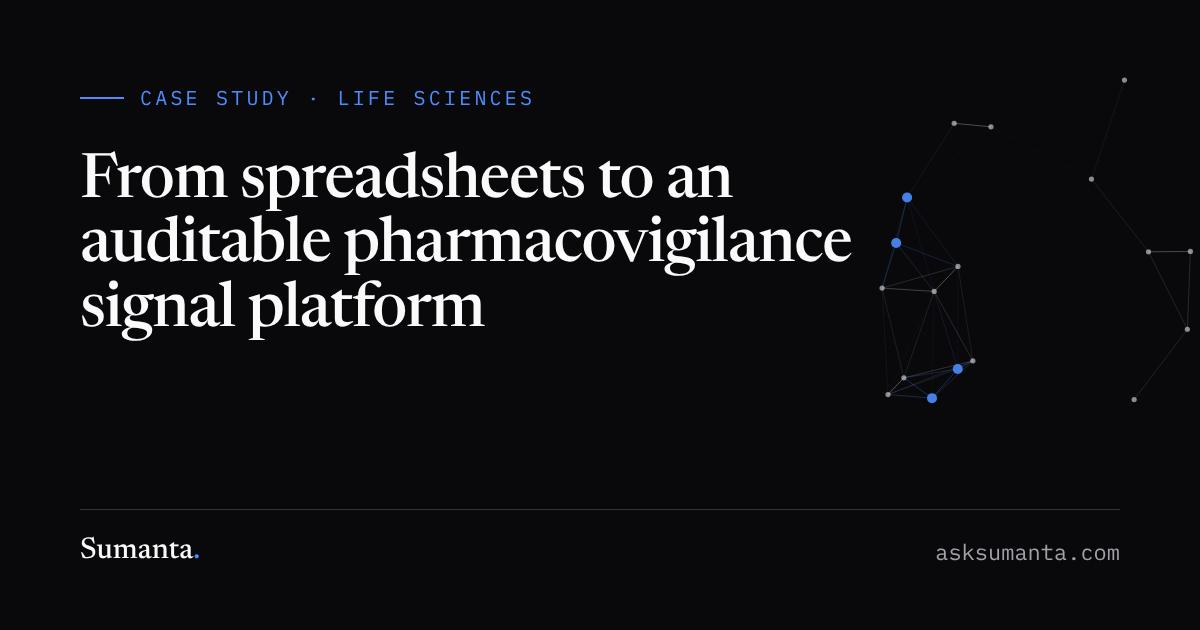 CASE STUDY · LIFE SCIENCES
From spreadsheets to an
auditable pharmacovigilance
signal platform
Sumanta.
asksumanta.com